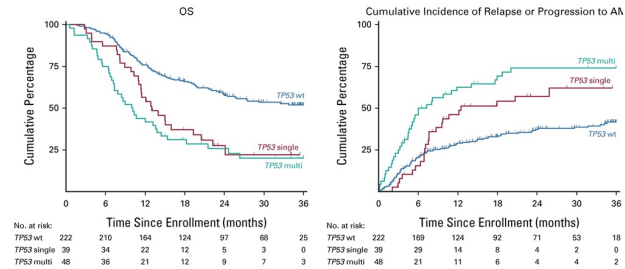 OS
Cumulative Percentage
100
75
50
25
TP53 wt
TP53 single
TP53 multi
0 6 12 18 24 30 36
Time Since Enrollment (months)
No. at risk:
TP53 wt 222 210 164 124 97 68 25
TP53 single 39 34 22 12 5 3 0
TP53 multi 48 36 21 12 9 7 3
Cumulative Incidence of Relapse or Progression to AM
Cumulative Percentage
100
75
50
25
TP53 multi
TP53 single
TP53 wt
0 6 12 18 24 30 36
Time Since Enrollment (months)
No. at risk:
TP53 wt 222 169 124 92 71 53 18
TP53 single 39 29 14 8 4 2 0
TP53 multi 48 21 11 6 4 4 2